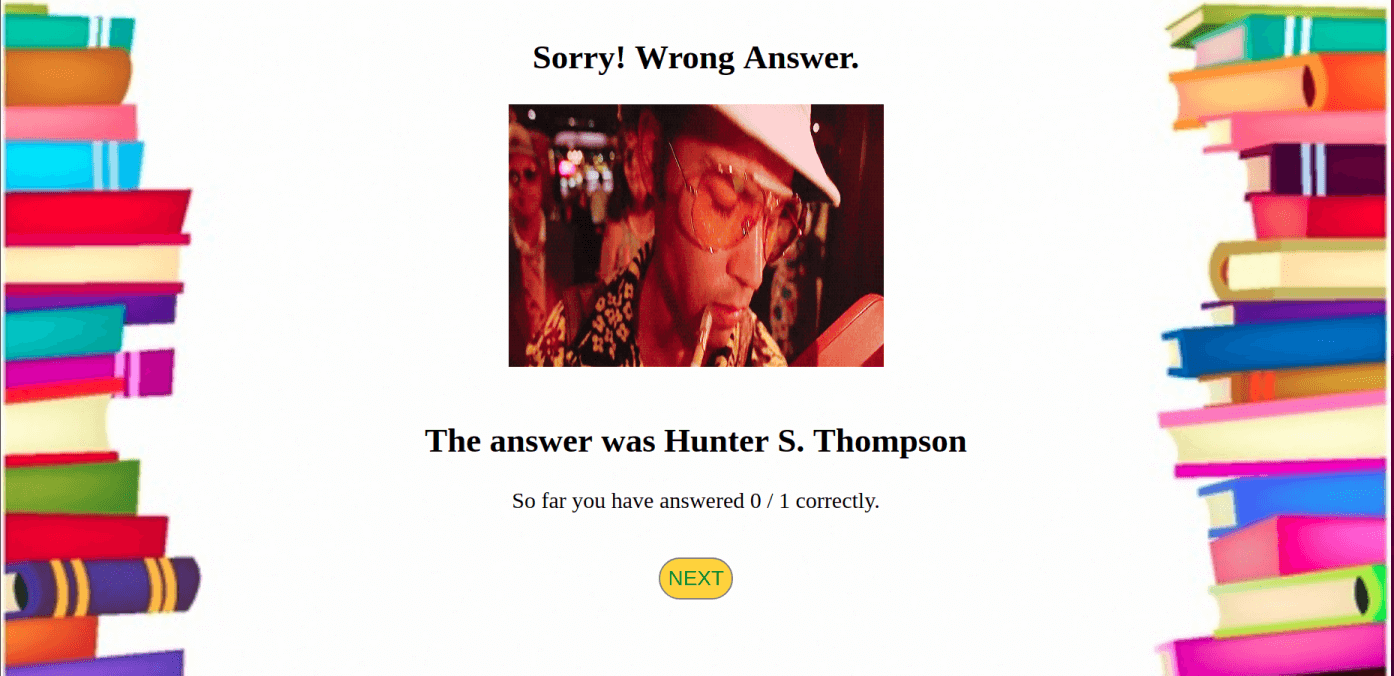 Sorry! Wrong Answer.
The answer was Hunter S. Thompson
So far you have answered 0 / 1 correctly.
NEXT